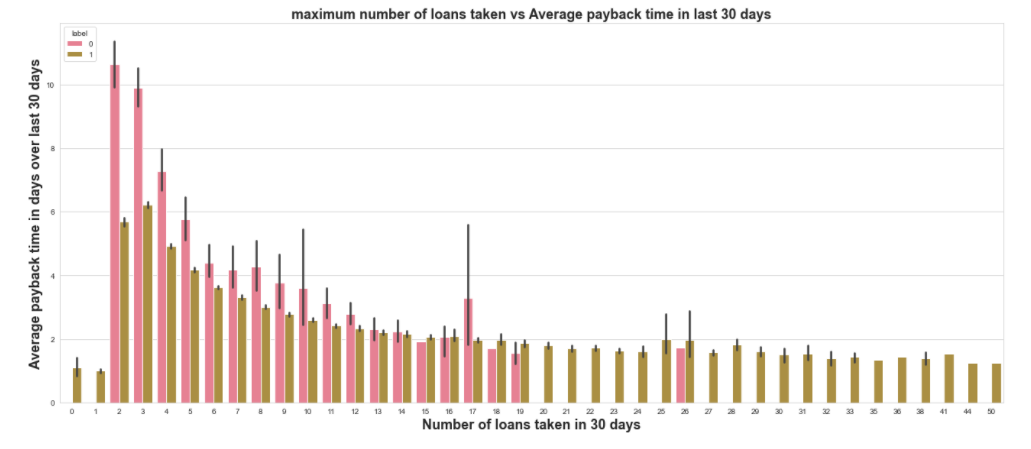 maximum number of loans taken vs Average payback time in last 30 days
label
0
1
Average payback time in days over last 30 days
10
8
6
4
2
0
0 1 2 3 4 5 6 7 8 9 10 11 12 13 14 15 16 17 18 19 20 21 22 23 24 25 26 27 28 29 30 31 32 33 35 36 38 41 44 50
Number of loans taken in 30 days